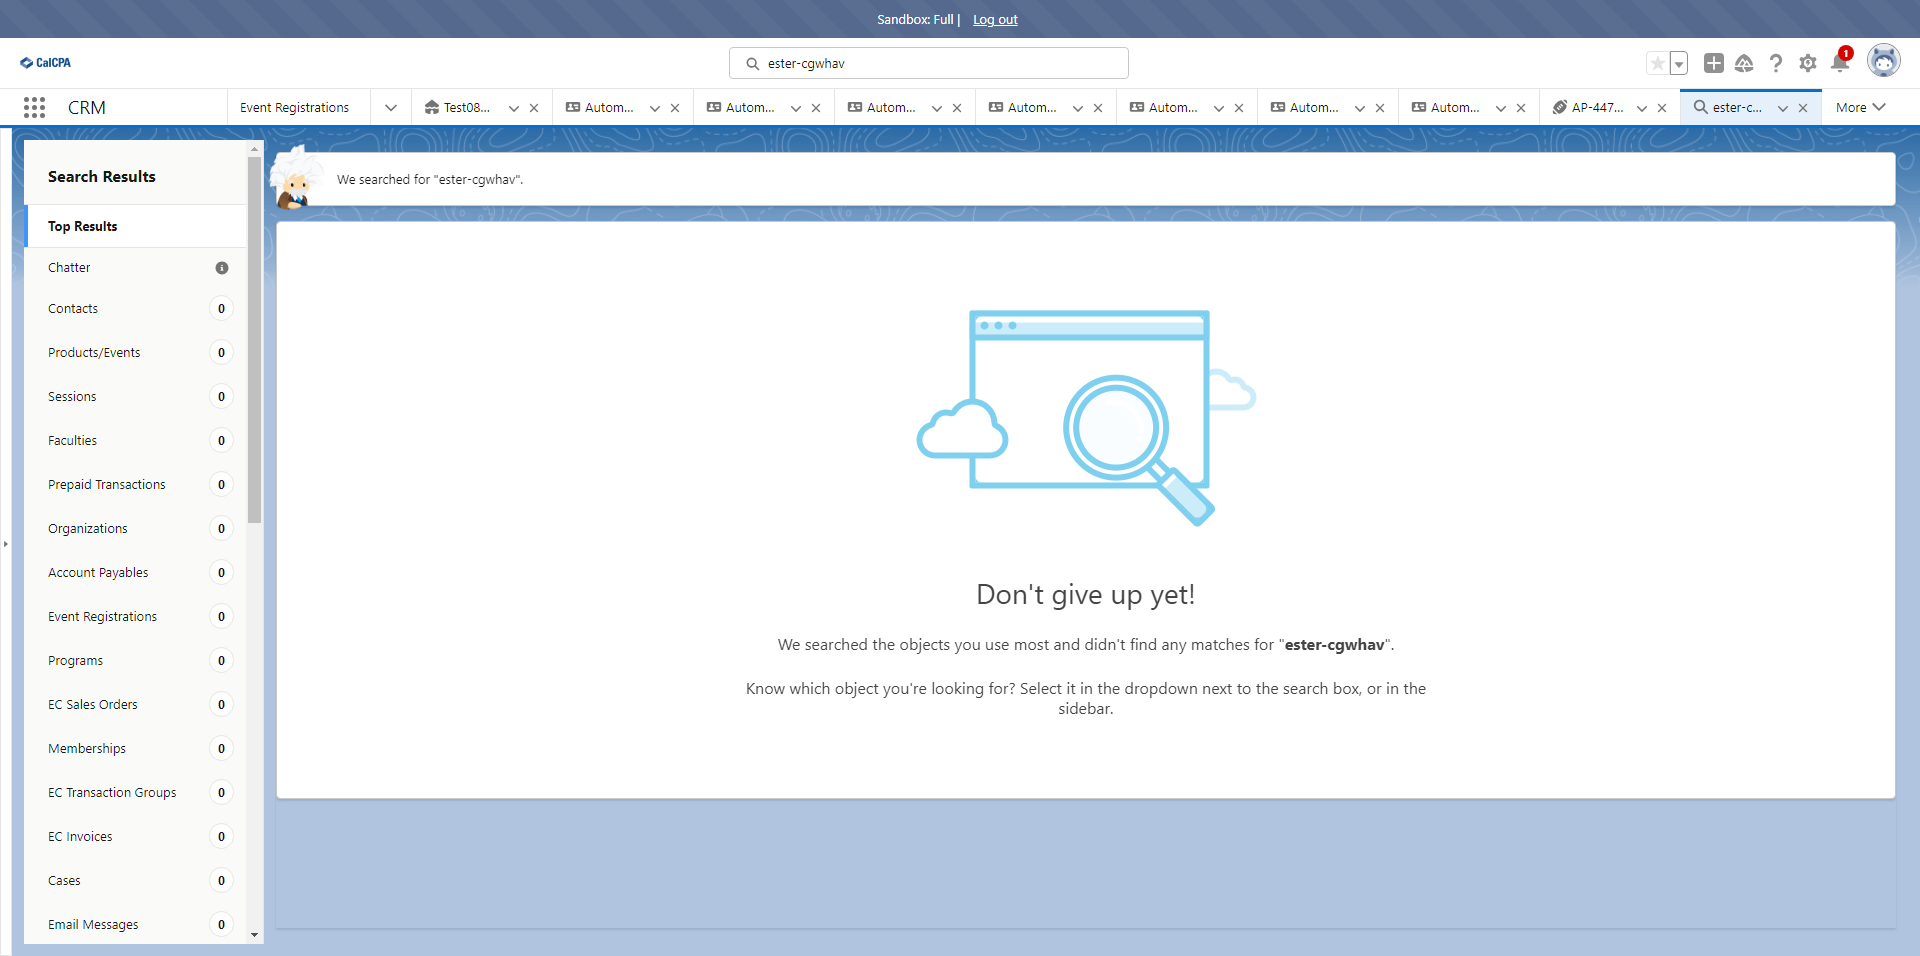 Sandbox: Full | Log out
CalCPA
ester-cgwhav
1
CRM
Event Registrations
Test08...
Autom...
Autom...
Autom...
Autom...
Autom...
Autom...
Autom...
AP-447...
ester-c...
More
Search Results
Top Results
Chatter
Contacts 0
Products/Events 0
Sessions 0
Faculties 0
Prepaid Transactions 0
Organizations 0
Account Payables 0
Event Registrations 0
Programs 0
EC Sales Orders 0
Memberships 0
EC Transaction Groups 0
EC Invoices 0
Cases 0
Email Messages 0
We searched for "ester-cgwhav".
Don't give up yet!
We searched the objects you use most and didn't find any matches for "ester-cgwhav".
Know which object you're looking for? Select it in the dropdown next to the search box, or in the
sidebar.